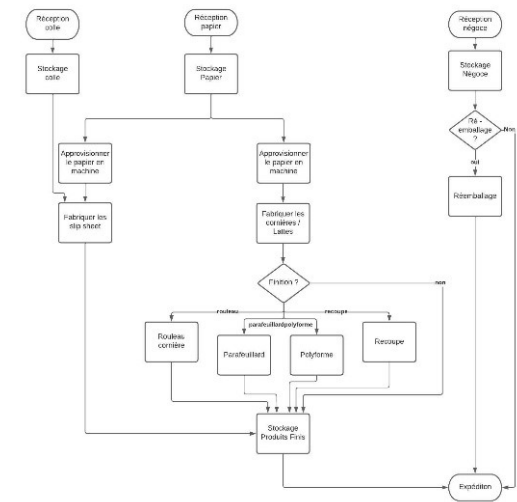 Réception
colle
Réception
papier
Réception
négoce
Stockage
colle
Stockage
Papier
Stockage
Négoce
Ré -
emballage
?
Non
oui
Approvisionner
le papier en
machine
Approvisionner
le papier en
machine
Réemballage
Fabriquer les
slip sheet
Fabriquer les
cornières /
Lattes
Finition ?
non
rouleau
recoupe
parafeuillard
polyforme
Rouleau
cornière
Parafeuillard
Polyforme
Recoupe
Stockage
Produits Finis
Expédition